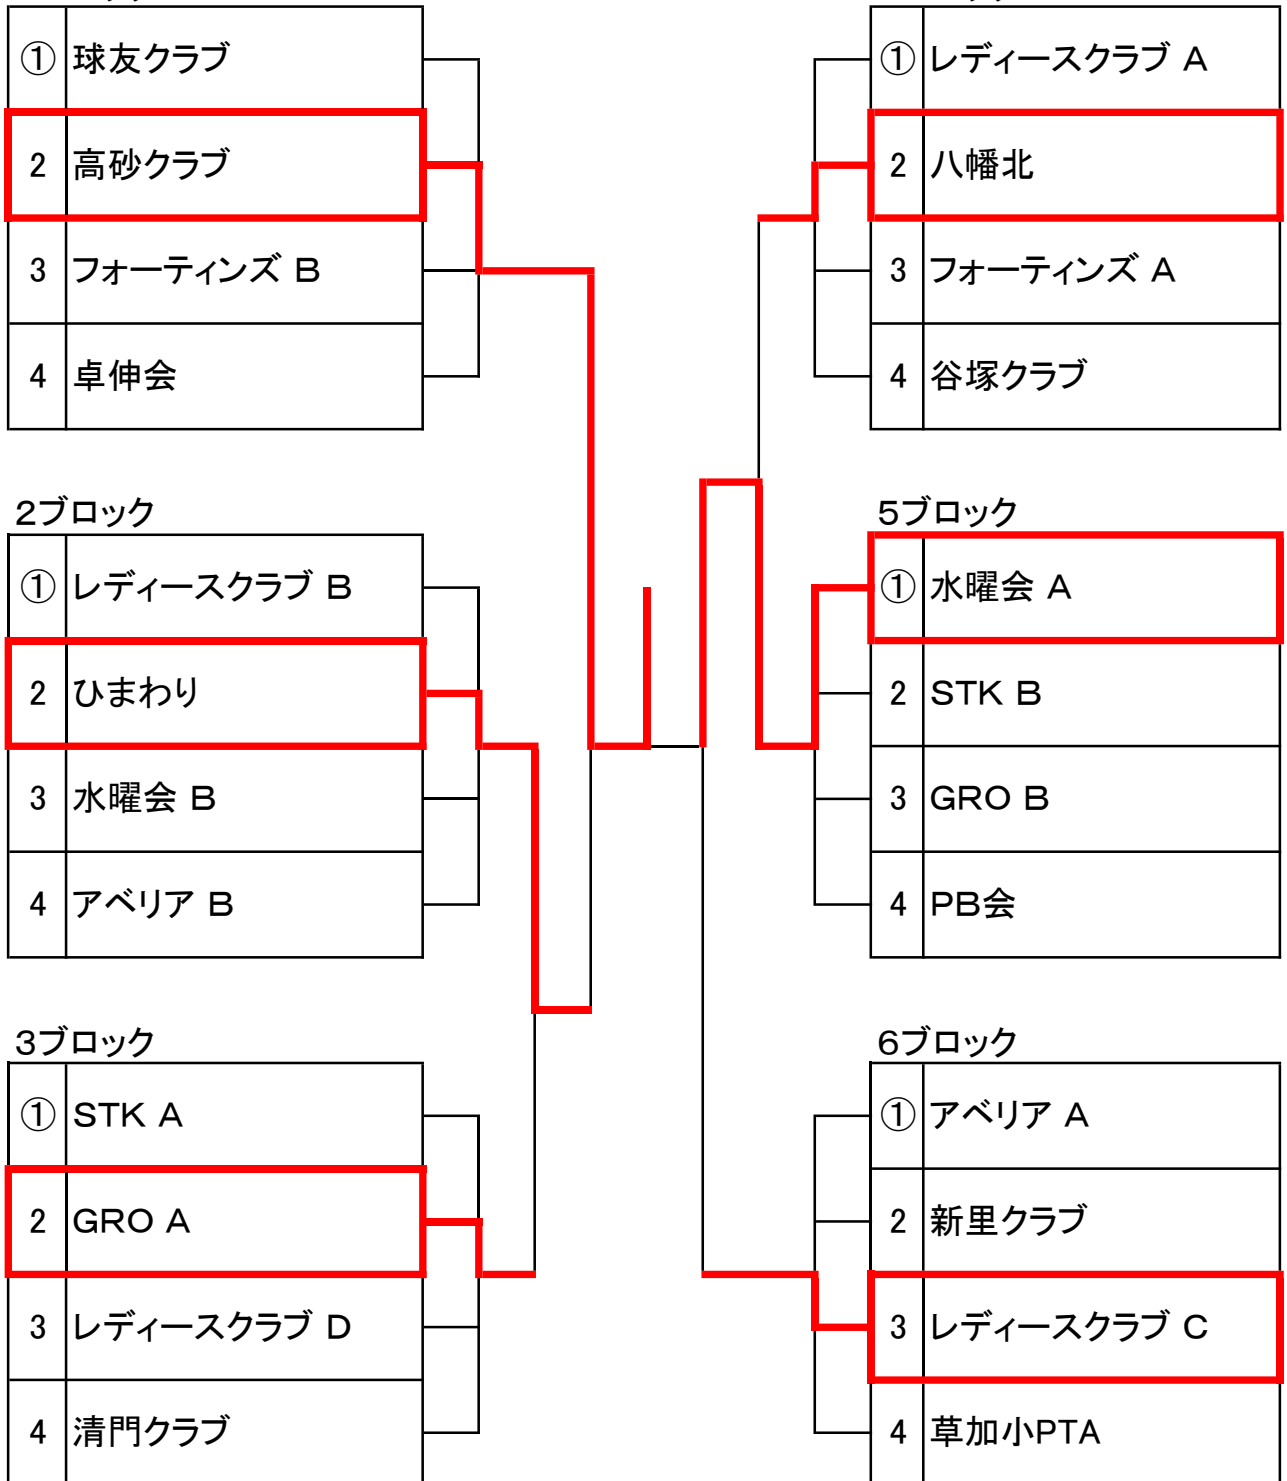 ① 球友クラブ
2 高砂クラブ
3 フォーティンズ B
4 卓伸会
2ブロック
① レディースクラブ B
2 ひまわり
3 水曜会 B
4 アベリア B
3ブロック
① STK A
2 GRO A
3 レディースクラブ D
4 清門クラブ
① レディースクラブ A
2 八幡北
3 フォーティンズ A
4 谷塚クラブ
5ブロック
① 水曜会 A
2 STK B
3 GRO B
4 PB会
6ブロック
① アベリア A
2 新里クラブ
3 レディースクラブ C
4 草加小PTA